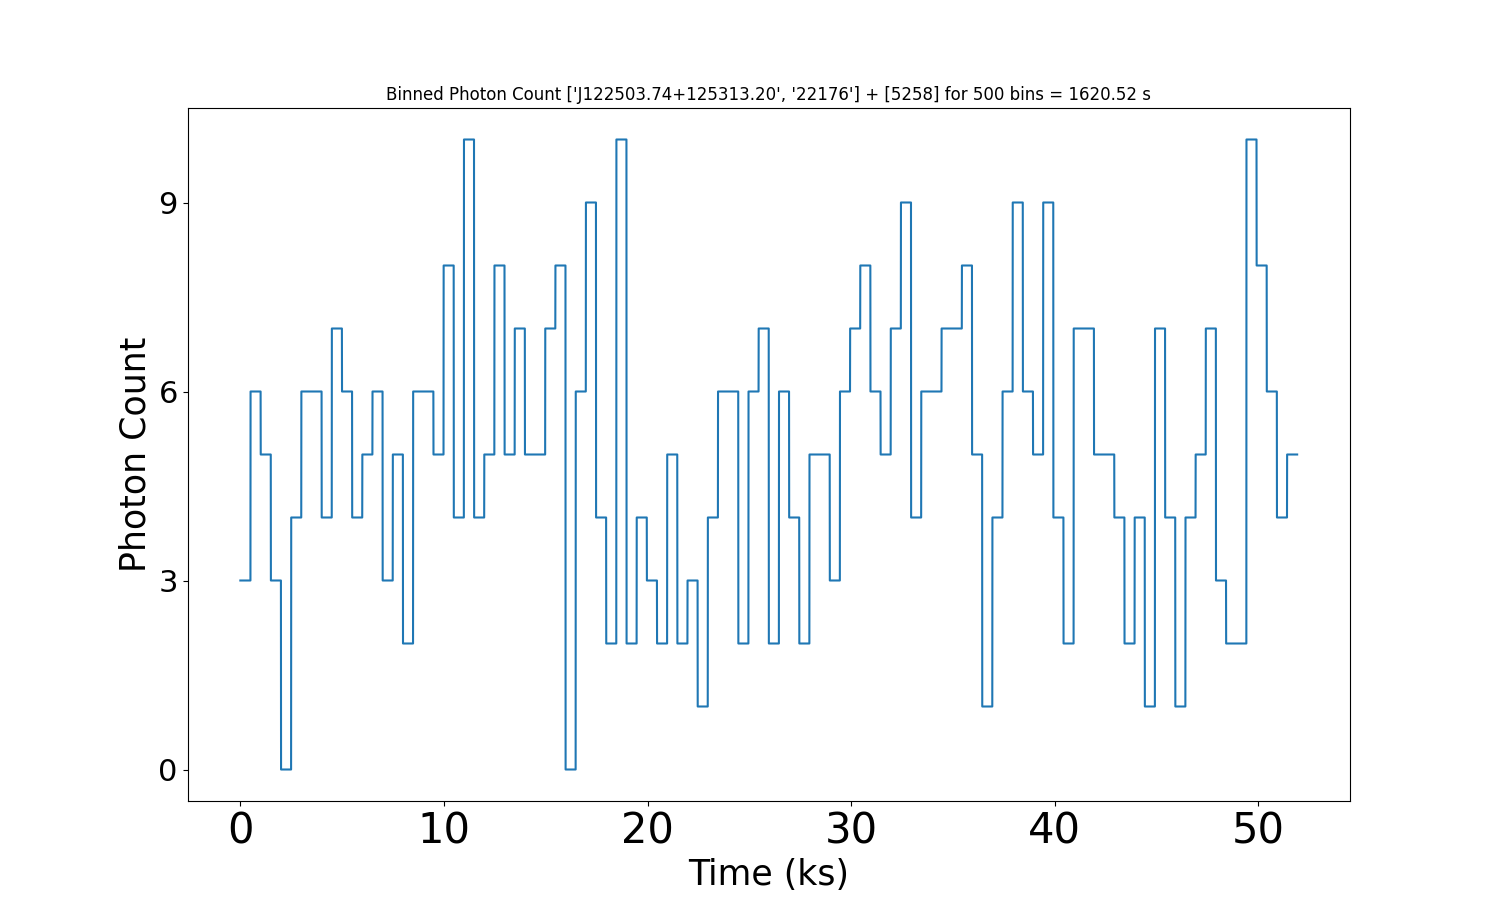 Binned Photon Count ['J122503.74+125313.20', '22176'] + [5258] for 500 bins = 1620.52 s
9
6
3
0
Photon Count
0 10 20 30 40 50
Time (ks)